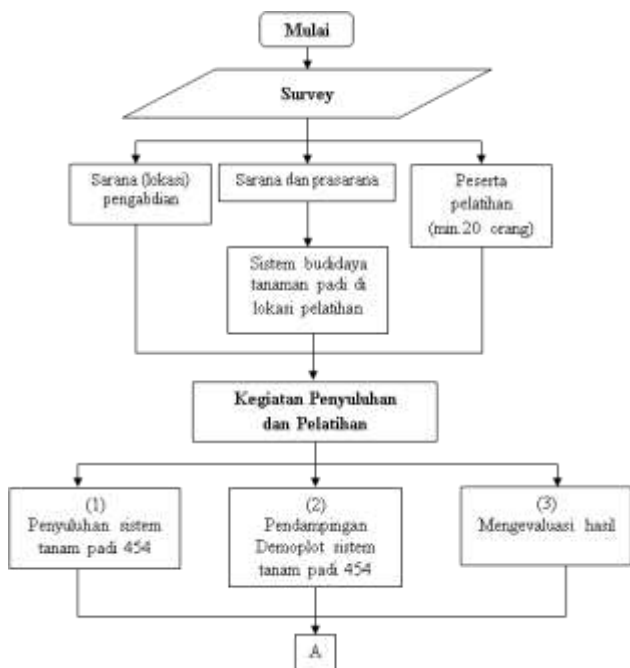 Mulai
Survey
Sarana (lokasi)
pengabdian
Sarana dan prasarana
Peserta
pelatihan
(min.20 orang)
Sistem budidaya
tanaman padi di
lokasi pelatihan
Kegiatan Penyuluhan
dan Pelatihan
(1)
Penyuluhan sistem
tanam padi 454
(2)
Pendampingan
Demoplot sistem
tanam padi 454
(3)
Mengevaluasi hasil
A